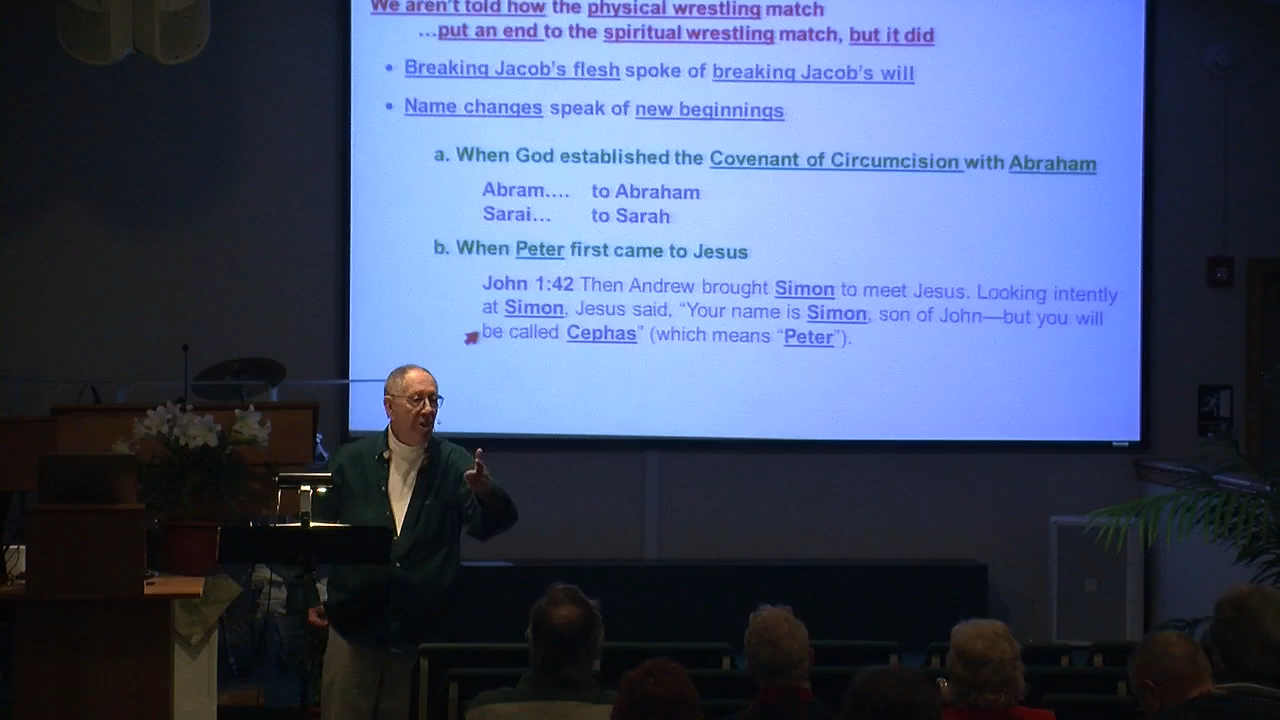 We aren't told how the physical wrestling match
…put an end to the spiritual wrestling match, but it did
• Breaking Jacob's flesh spoke of breaking Jacob's will
• Name changes speak of new beginnings
a. When God established the Covenant of Circumcision with Abraham
Abram.... to Abraham
Sarai... to Sarah
b. When Peter first came to Jesus
John 1:42 Then Andrew brought Simon to meet Jesus. Looking intently
at Simon, Jesus said, “Your name is Simon, son of John—but you will
be called Cephas” (which means “Peter”).